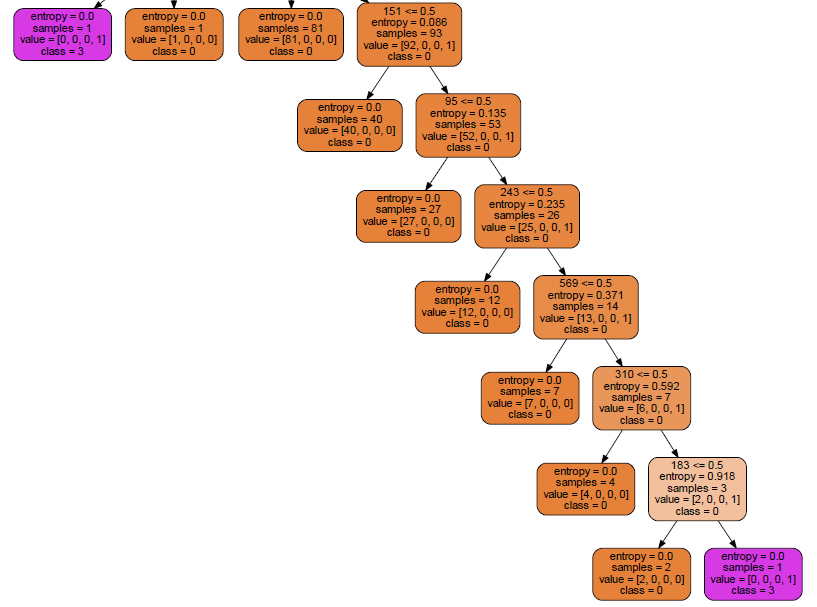 entropy = 0.0
samples = 1
value = [0, 0, 0, 1]
class = 3
entropy = 0.0
samples = 1
value = [1, 0, 0, 0]
class = 0
entropy = 0.0
samples = 81
value = [81, 0, 0, 0]
class = 0
151 <= 0.5
entropy = 0.086
samples = 93
value = [92, 0, 0, 1]
class = 0
entropy = 0.0
samples = 40
value = [40, 0, 0, 0]
class = 0
95 <= 0.5
entropy = 0.135
samples = 53
value = [52, 0, 0, 1]
class = 0
entropy = 0.0
samples = 27
value = [27, 0, 0, 0]
class = 0
243 <= 0.5
entropy = 0.235
samples = 26
value = [25, 0, 0, 1]
class = 0
entropy = 0.0
samples = 12
value = [12, 0, 0, 0]
class = 0
569 <= 0.5
entropy = 0.371
samples = 14
value = [13, 0, 0, 1]
class = 0
entropy = 0.0
samples = 7
value = [7, 0, 0, 0]
class = 0
310 <= 0.5
entropy = 0.592
samples = 7
value = [6, 0, 0, 1]
class = 0
entropy = 0.0
samples = 4
value = [4, 0, 0, 0]
class = 0
183 <= 0.5
entropy = 0.918
samples = 3
value = [2, 0, 0, 1]
class = 0
entropy = 0.0
samples = 2
value = [2, 0, 0, 0]
class = 0
entropy = 0.0
samples = 1
value = [0, 0, 0, 1]
class = 3